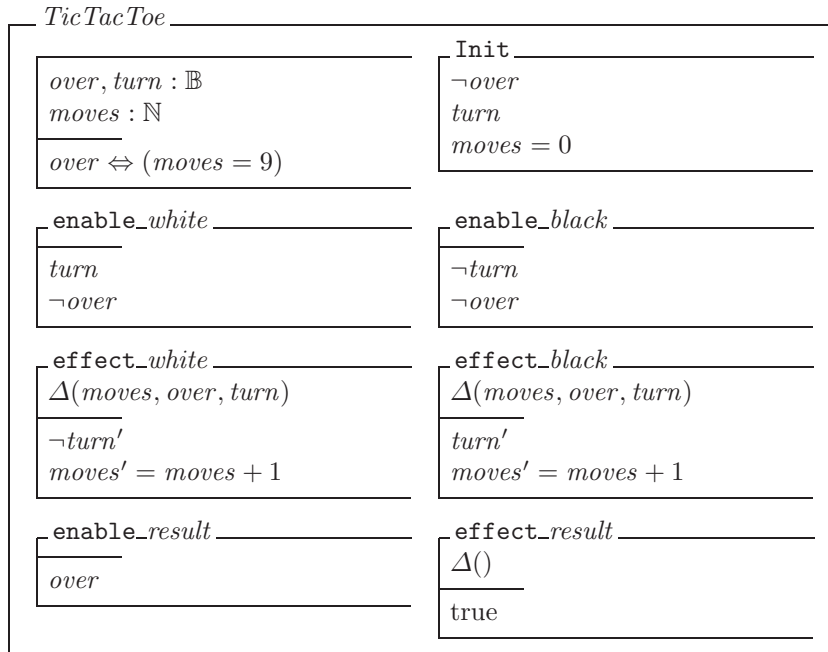 TicTacToe
over, turn : 𝔹
moves : ℕ
over ⇔ (moves = 9)
Init
¬over
turn
moves = 0
enable_white
turn
¬over
enable_black
¬turn
¬over
effect_white
Δ(moves, over, turn)
¬turn′
moves′ = moves + 1
effect_black
Δ(moves, over, turn)
turn′
moves′ = moves + 1
enable_result
over
effect_result
Δ()
true